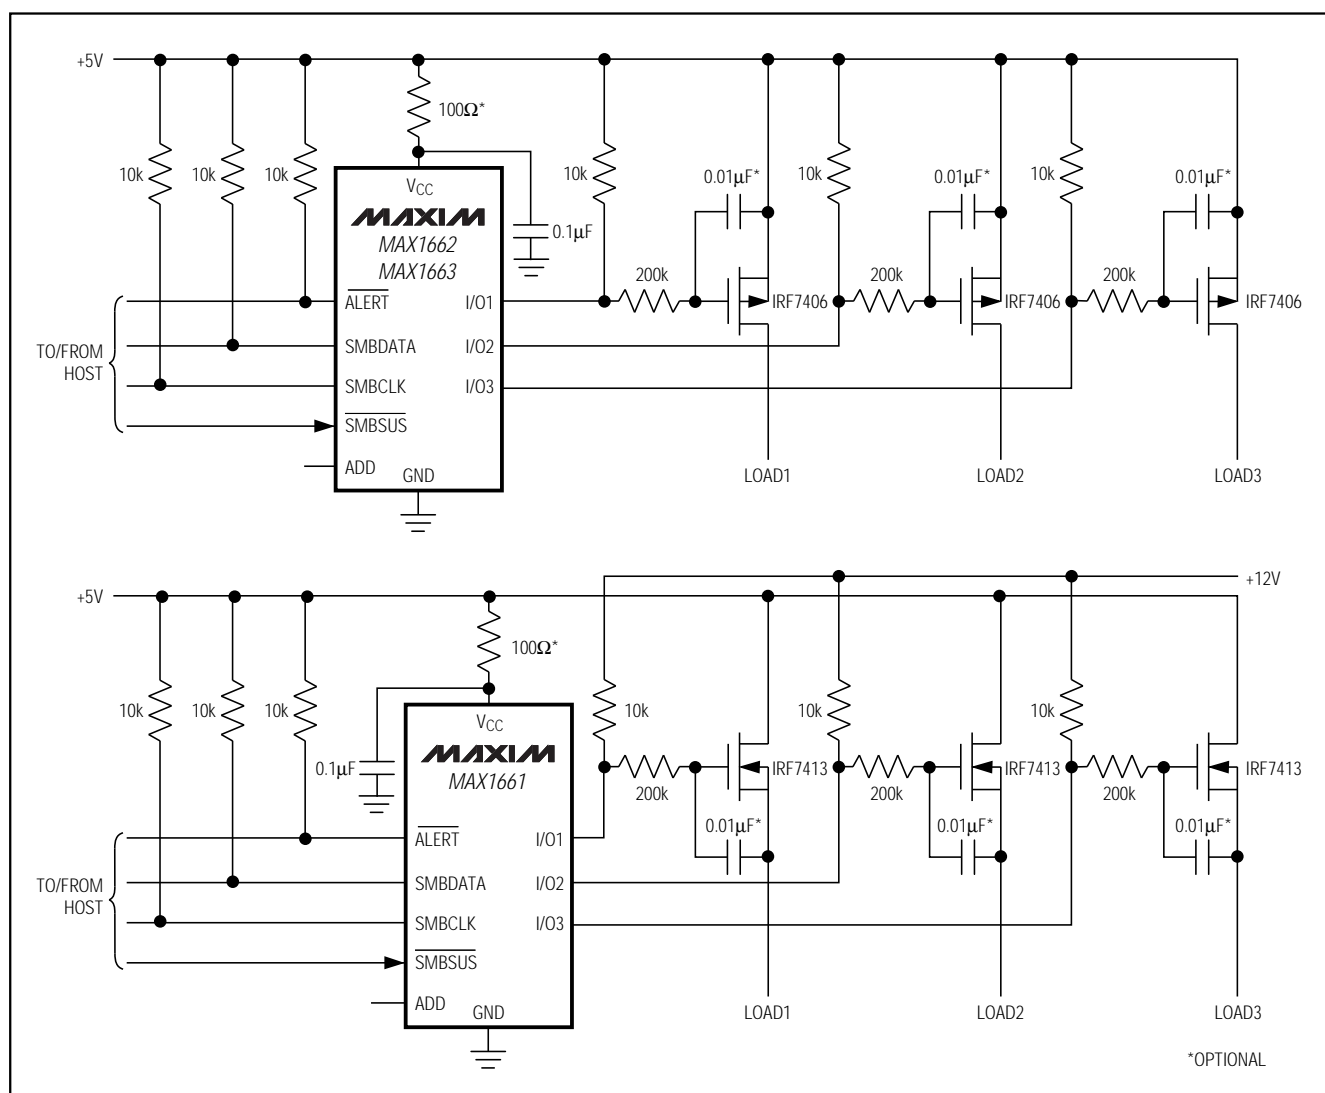 +5V
100Ω*
10k
10k
10k
10k
0.01µF*
10k
0.01µF*
10k
0.01µF*
VCC
MAXIM
MAX1662
MAX1663
0.1µF
200k
200k
200k
TO/FROM
HOST
ALERT
SMBDATA
SMBCLK
SMBSUS
ADD
GND
I/O1
I/O2
I/O3
IRF7406
IRF7406
IRF7406
LOAD1
LOAD2
LOAD3
+12V
+5V
100Ω*
10k
10k
10k
10k
10k
10k
VCC
MAXIM
MAX1661
0.1µF
200k
200k
200k
IRF7413
IRF7413
IRF7413
0.01µF*
0.01µF*
0.01µF*
TO/FROM
HOST
ALERT
SMBDATA
SMBCLK
SMBSUS
ADD
GND
I/O1
I/O2
I/O3
LOAD1
LOAD2
LOAD3
*OPTIONAL